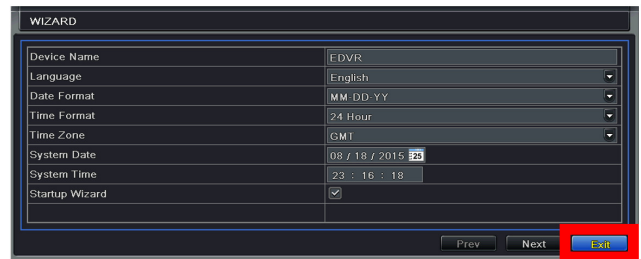 WIZARD
Device Name EDVR
Language English
Date Format MM-DD-YY
Time Format 24 Hour
Time Zone GMT
System Date 08 / 18 / 2015 25
System Time 23 : 16 : 18
Startup Wizard
Prev Next Exit